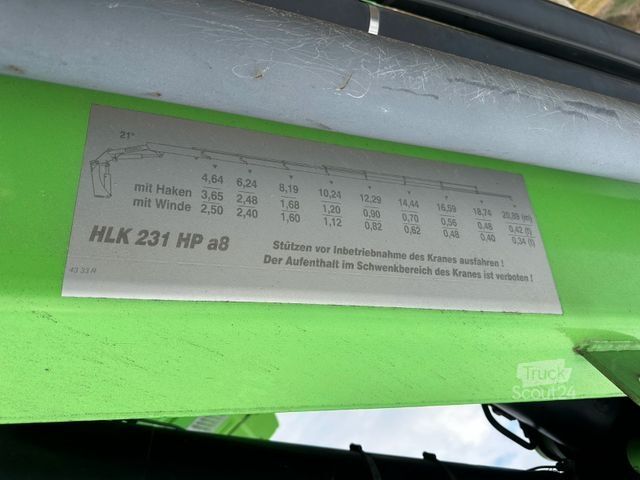 21°
4,64 6,24 8,19 10,24 12,29 14,44 16,59 18,74 20,89 (m)
mit Haken 3,65 2,48 1,68 1,20 0,90 0,70 0,56 0,48 0,42 (t)
mit Winde 2,50 2,40 1,60 1,12 0,82 0,62 0,48 0,40 0,34 (t)
HLK 231 HP a8
Stützen vor Inbetriebnahme des Kranes ausfahren !
Der Aufenthalt im Schwenkbereich des Kranes ist verboten !
43 33 R
Truck
Scout24